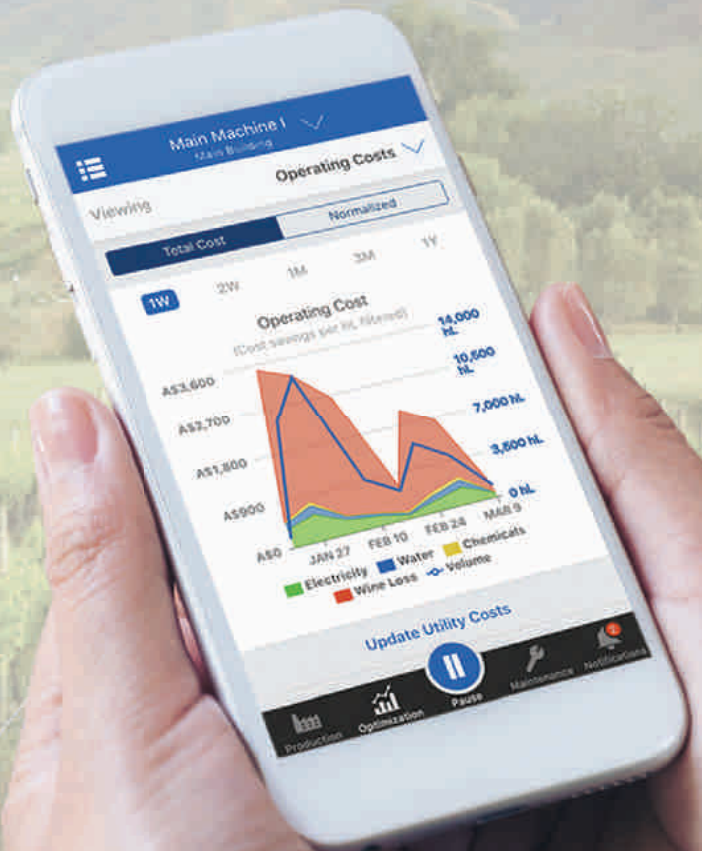 Main Machine I
Main Building
Viewing
Operating Costs
Total Cost
Normalized
1W
2W
1M
3M
1Y
Operating Cost
(Cost savings per hL filtered)
A$3,600
A$2,700
A$1,800
A$900
A$0
14,000 hL
10,500 hL
7,000 hL
3,500 hL
0 hL
JAN 27
FEB 10
FEB 24
MAR 9
Electricity
Water
Chemicals
Wine Loss
Volume
Update Utility Costs
Production
Optimization
Pause
Maintenance
Notifications
2